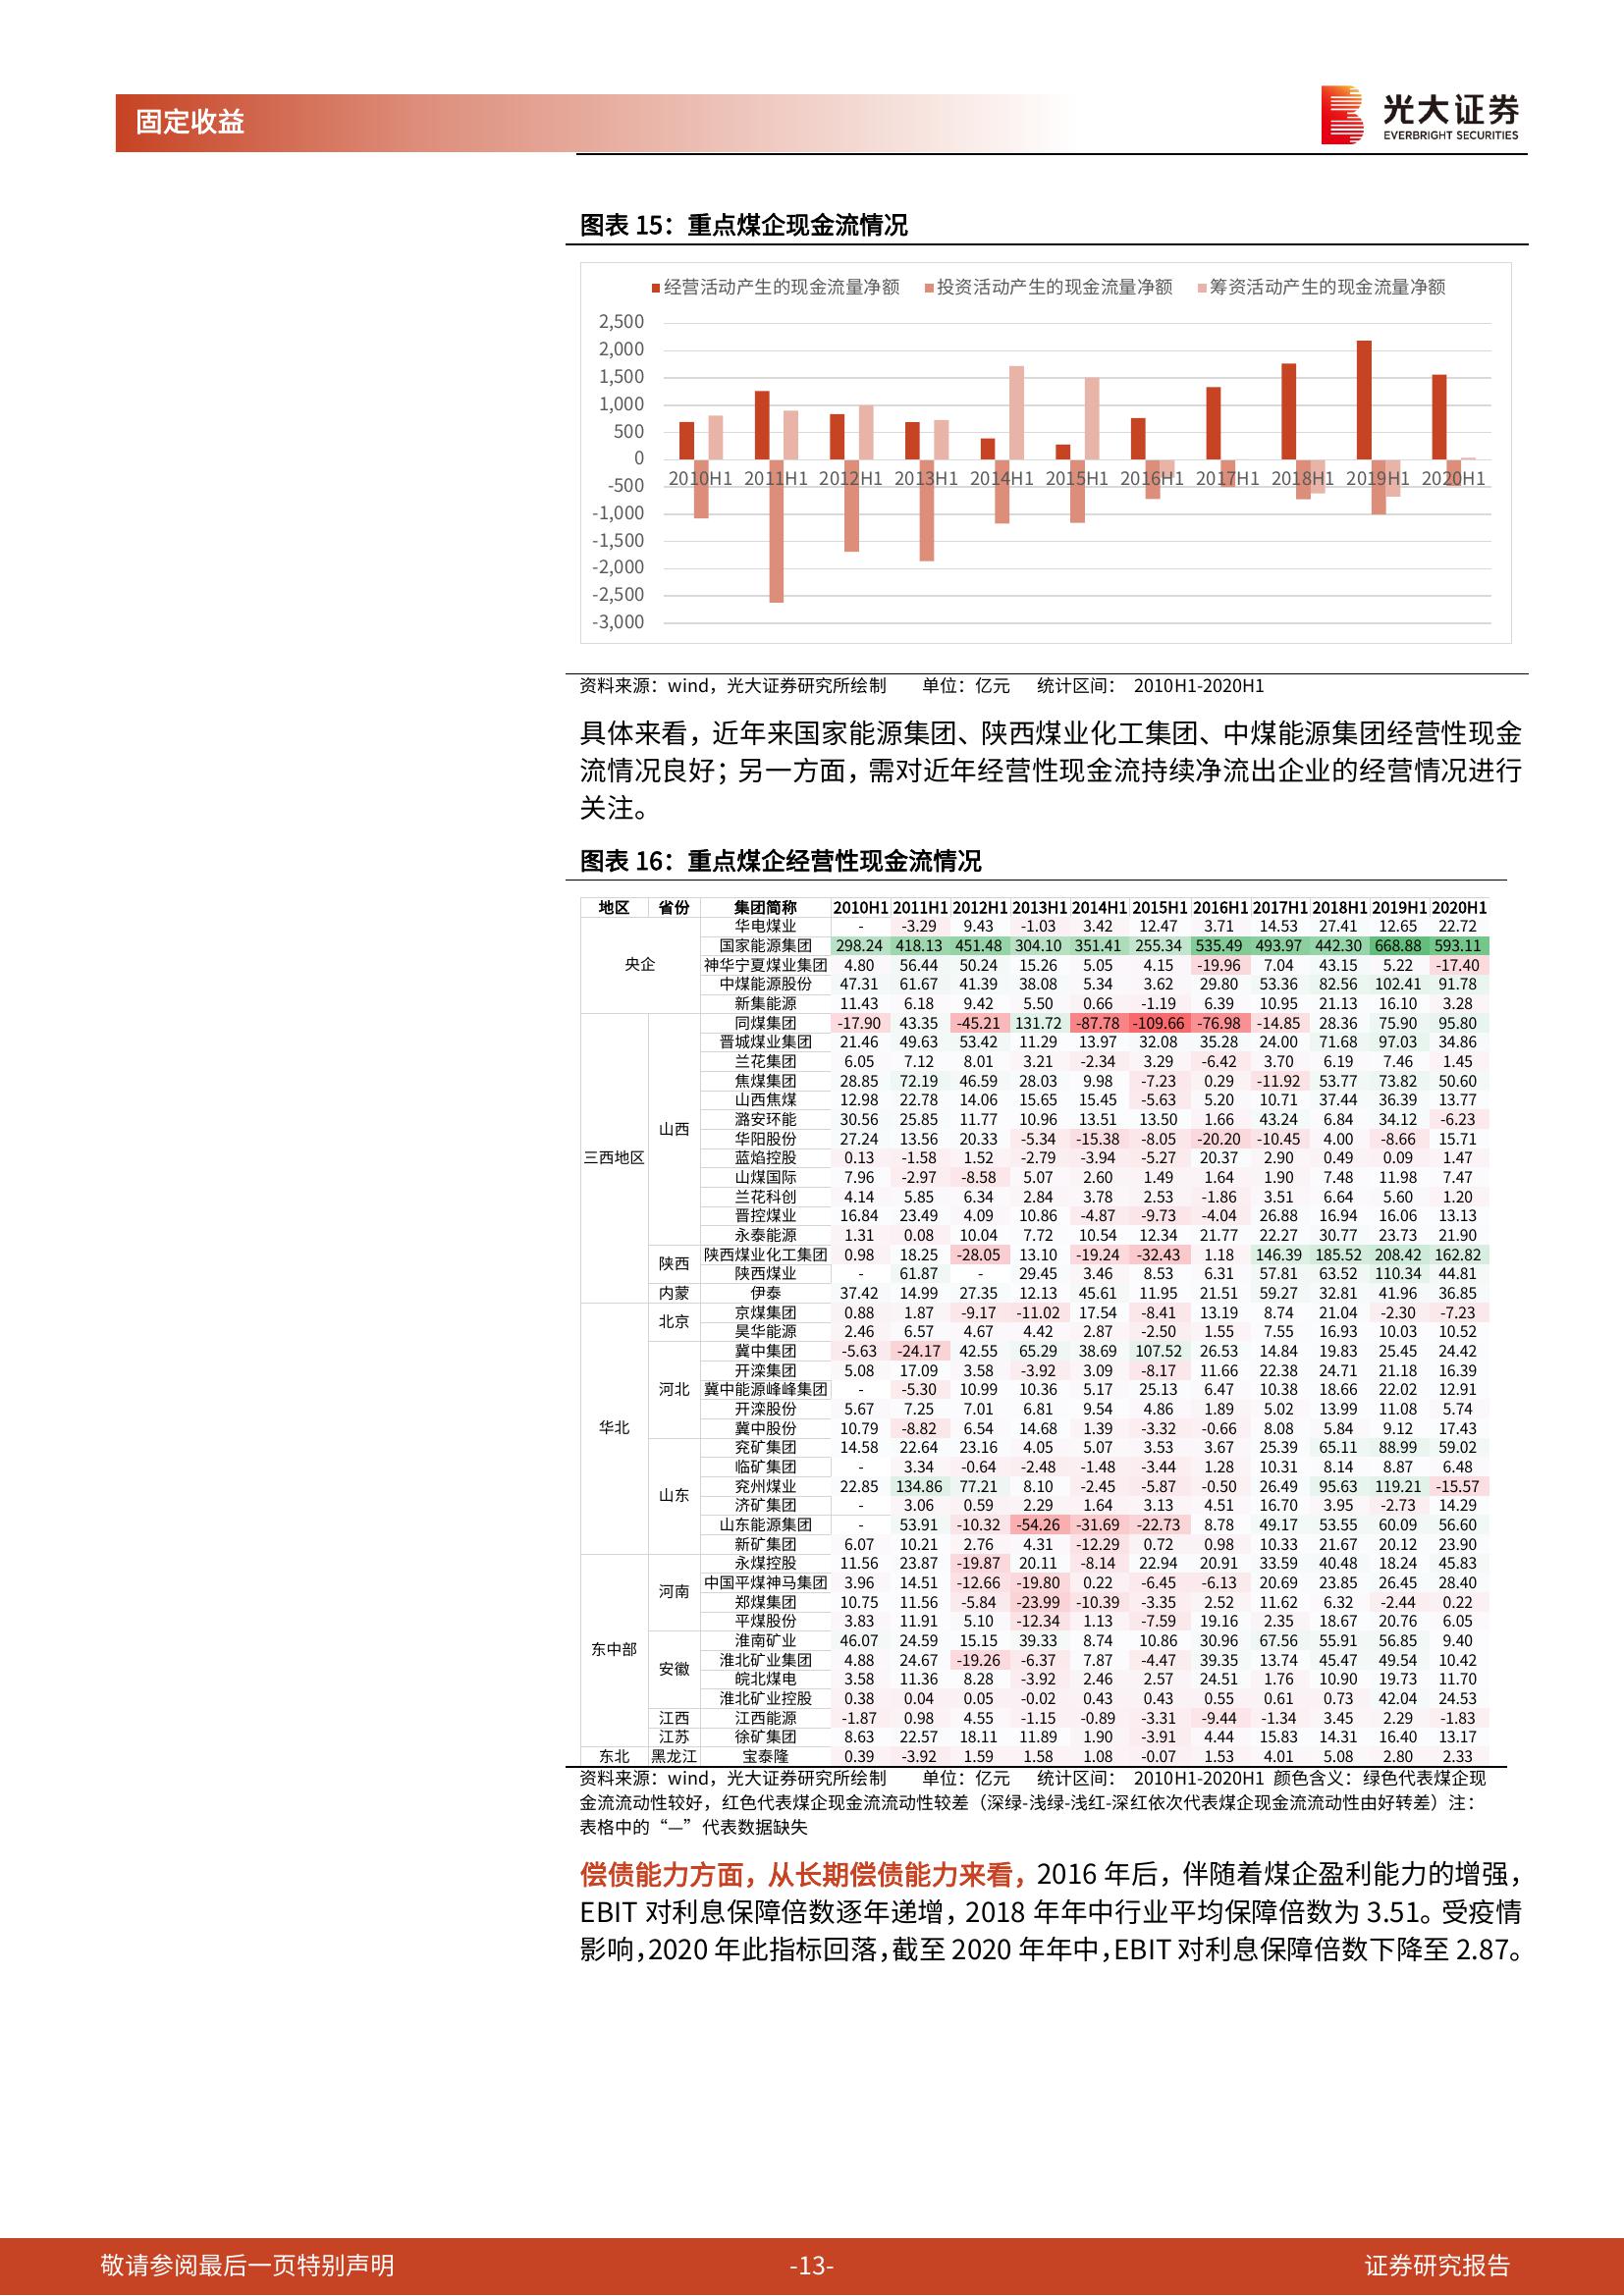 固定收益
光大证券
EVERBRIGHT SECURITIES
图表 15：重点煤企现金流情况
经营活动产生的现金流量净额 投资活动产生的现金流量净额 筹资活动产生的现金流量净额
2,500
2,000
1,500
1,000
500
0
-500
-1,000
-1,500
-2,000
-2,500
-3,000
2010H1 2011H1 2012H1 2013H1 2014H1 2015H1 2016H1 2017H1 2018H1 2019H1 2020H1
资料来源：wind，光大证券研究所绘制 单位：亿元 统计区间： 2010H1-2020H1
具体来看，近年来国家能源集团、陕西煤业化工集团、中煤能源集团经营性现金
流情况良好；另一方面，需对近年经营性现金流持续净流出企业的经营情况进行
关注。
图表 16：重点煤企经营性现金流情况
地区 省份 集团简称 2010H1 2011H1 2012H1 2013H1 2014H1 2015H1 2016H1 2017H1 2018H1 2019H1 2020H1
央企 华电煤业 - -3.29 9.43 -1.03 3.42 12.47 3.71 14.53 27.41 12.65 22.72
国家能源集团 298.24 418.13 451.48 304.10 351.41 255.34 535.49 493.97 442.30 668.88 593.11
神华宁夏煤业集团 4.80 56.44 50.24 15.26 5.05 4.15 -19.96 7.04 43.15 5.22 -17.40
中煤能源股份 47.31 61.67 41.39 38.08 5.34 3.62 29.80 53.36 82.56 102.41 91.78
新集能源 11.43 6.18 9.42 5.50 0.66 -1.19 6.39 10.95 21.13 16.10 3.28
三西地区 山西 同煤集团 -17.90 43.35 -45.21 131.72 -87.78 -109.66 -76.98 -14.85 28.36 75.90 95.80
晋城煤业集团 21.46 49.63 53.42 11.29 13.97 32.08 35.28 24.00 71.68 97.03 34.86
兰花集团 6.05 7.12 8.01 3.21 -2.34 3.29 -6.42 3.70 6.19 7.46 1.45
焦煤集团 28.85 72.19 46.59 28.03 9.98 -7.23 0.29 -11.92 53.77 73.82 50.60
山西焦煤 12.98 22.78 14.06 15.65 15.45 -5.63 5.20 10.71 37.44 36.39 13.77
潞安环能 30.56 25.85 11.77 10.96 13.51 13.50 1.66 43.24 6.84 34.12 -6.23
华阳股份 27.24 13.56 20.33 -5.34 -15.38 -8.05 -20.20 -10.45 4.00 -8.66 15.71
蓝焰控股 0.13 -1.58 1.52 -2.79 -3.94 -5.27 20.37 2.90 0.49 0.09 1.47
山煤国际 7.96 -2.97 -8.58 5.07 2.60 1.49 1.64 1.90 7.48 11.98 7.47
兰花科创 4.14 5.85 6.34 2.84 3.78 2.53 -1.86 3.51 6.64 5.60 1.20
晋控煤业 16.84 23.49 4.09 10.86 -4.87 -9.73 -4.04 26.88 16.94 16.06 13.13
永泰能源 1.31 0.08 10.04 7.72 10.54 12.34 21.77 22.27 30.77 23.73 21.90
陕西 陕西煤业化工集团 0.98 18.25 -28.05 13.10 -19.24 -32.43 1.18 146.39 185.52 208.42 162.82
陕西煤业 - 61.87 - 29.45 3.46 8.53 6.31 57.81 63.52 110.34 44.81
内蒙 伊泰 37.42 14.99 27.35 12.13 45.61 11.95 21.51 59.27 32.81 41.96 36.85
华北 北京 京煤集团 0.88 1.87 -9.17 -11.02 17.54 -8.41 13.19 8.74 21.04 -2.30 -7.23
昊华能源 2.46 6.57 4.67 4.42 2.87 -2.50 1.55 7.55 16.93 10.03 10.52
河北 冀中集团 -5.63 -24.17 42.55 65.29 38.69 107.52 26.53 14.84 19.83 25.45 24.42
开滦集团 5.08 17.09 3.58 -3.92 3.09 -8.17 11.66 22.38 24.71 21.18 16.39
冀中能源峰峰集团 - -5.30 10.99 10.36 5.17 25.13 6.47 10.38 18.66 22.02 12.91
开滦股份 5.67 7.25 7.01 6.81 9.54 4.86 1.89 5.02 13.99 11.08 5.74
冀中股份 10.79 -8.82 6.54 14.68 1.39 -3.32 -0.66 8.08 5.84 9.12 17.43
山东 兖矿集团 14.58 22.64 23.16 4.05 5.07 3.53 3.67 25.39 65.11 88.99 59.02
临矿集团 - 3.34 -0.64 -2.48 -1.48 -3.44 1.28 10.31 8.14 8.87 6.48
兖州煤业 22.85 134.86 77.21 8.10 -2.45 -5.87 -0.50 26.49 95.63 119.21 -15.57
济矿集团 - 3.06 0.59 2.29 1.64 3.13 4.51 16.70 3.95 -2.73 14.29
山东能源集团 - 53.91 -10.32 -54.26 -31.69 -22.73 8.78 49.17 53.55 60.09 56.60
新矿集团 6.07 10.21 2.76 4.31 -12.29 0.72 0.98 10.33 21.67 20.12 23.90
东中部 河南 永煤控股 11.56 23.87 -19.87 20.11 -8.14 22.94 20.91 33.59 40.48 18.24 45.83
中国平煤神马集团 3.96 14.51 -12.66 -19.80 0.22 -6.45 -6.13 20.69 23.85 26.45 28.40
郑煤集团 10.75 11.56 -5.84 -23.99 -10.39 -3.35 2.52 11.62 6.32 -2.44 0.22
平煤股份 3.83 11.91 5.10 -12.34 1.13 -7.59 19.16 2.35 18.67 20.76 6.05
安徽 淮南矿业 46.07 24.59 15.15 39.33 8.74 10.86 30.96 67.56 55.91 56.85 9.40
淮北矿业集团 4.88 24.67 -19.26 -6.37 7.87 -4.47 39.35 13.74 45.47 49.54 10.42
皖北煤电 3.58 11.36 8.28 -3.92 2.46 2.57 24.51 1.76 10.90 19.73 11.70
淮北矿业控股 0.38 0.04 0.05 -0.02 0.43 0.43 0.55 0.61 0.73 42.04 24.53
江西 江西能源 -1.87 0.98 4.55 -1.15 -0.89 -3.31 -9.44 -1.34 3.45 2.29 -1.83
江苏 徐矿集团 8.63 22.57 18.11 11.89 1.90 -3.91 4.44 15.83 14.31 16.40 13.17
东北 黑龙江 宝泰隆 0.39 -3.92 1.59 1.58 1.08 -0.07 1.53 4.01 5.08 2.80 2.33
资料来源：wind，光大证券研究所绘制 单位：亿元 统计区间： 2010H1-2020H1 颜色含义：绿色代表煤企现
金流流动性较好，红色代表煤企现金流流动性较差（深绿-浅绿-浅红-深红依次代表煤企现金流流动性由好转差）注：
表格中的“—”代表数据缺失
偿债能力方面，从长期偿债能力来看，2016 年后，伴随着煤企盈利能力的增强，
EBIT 对利息保障倍数逐年递增，2018 年年中行业平均保障倍数为 3.51。受疫情
影响，2020 年此指标回落，截至 2020 年年中，EBIT 对利息保障倍数下降至 2.87。
敬请参阅最后一页特别声明 -13- 证券研究报告